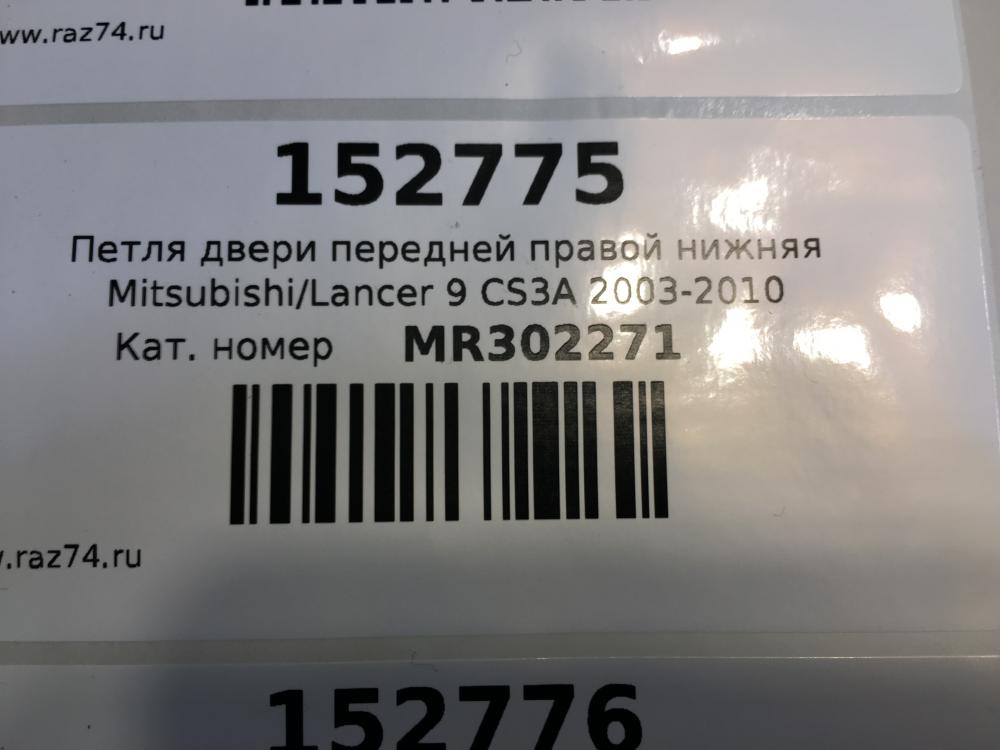 ww.raz74.ru
152775
Петля двери передней правой нижняя
Mitsubishi/Lancer 9 CS3A 2003-2010
Кат. номер MR302271
.raz74.ru
152776